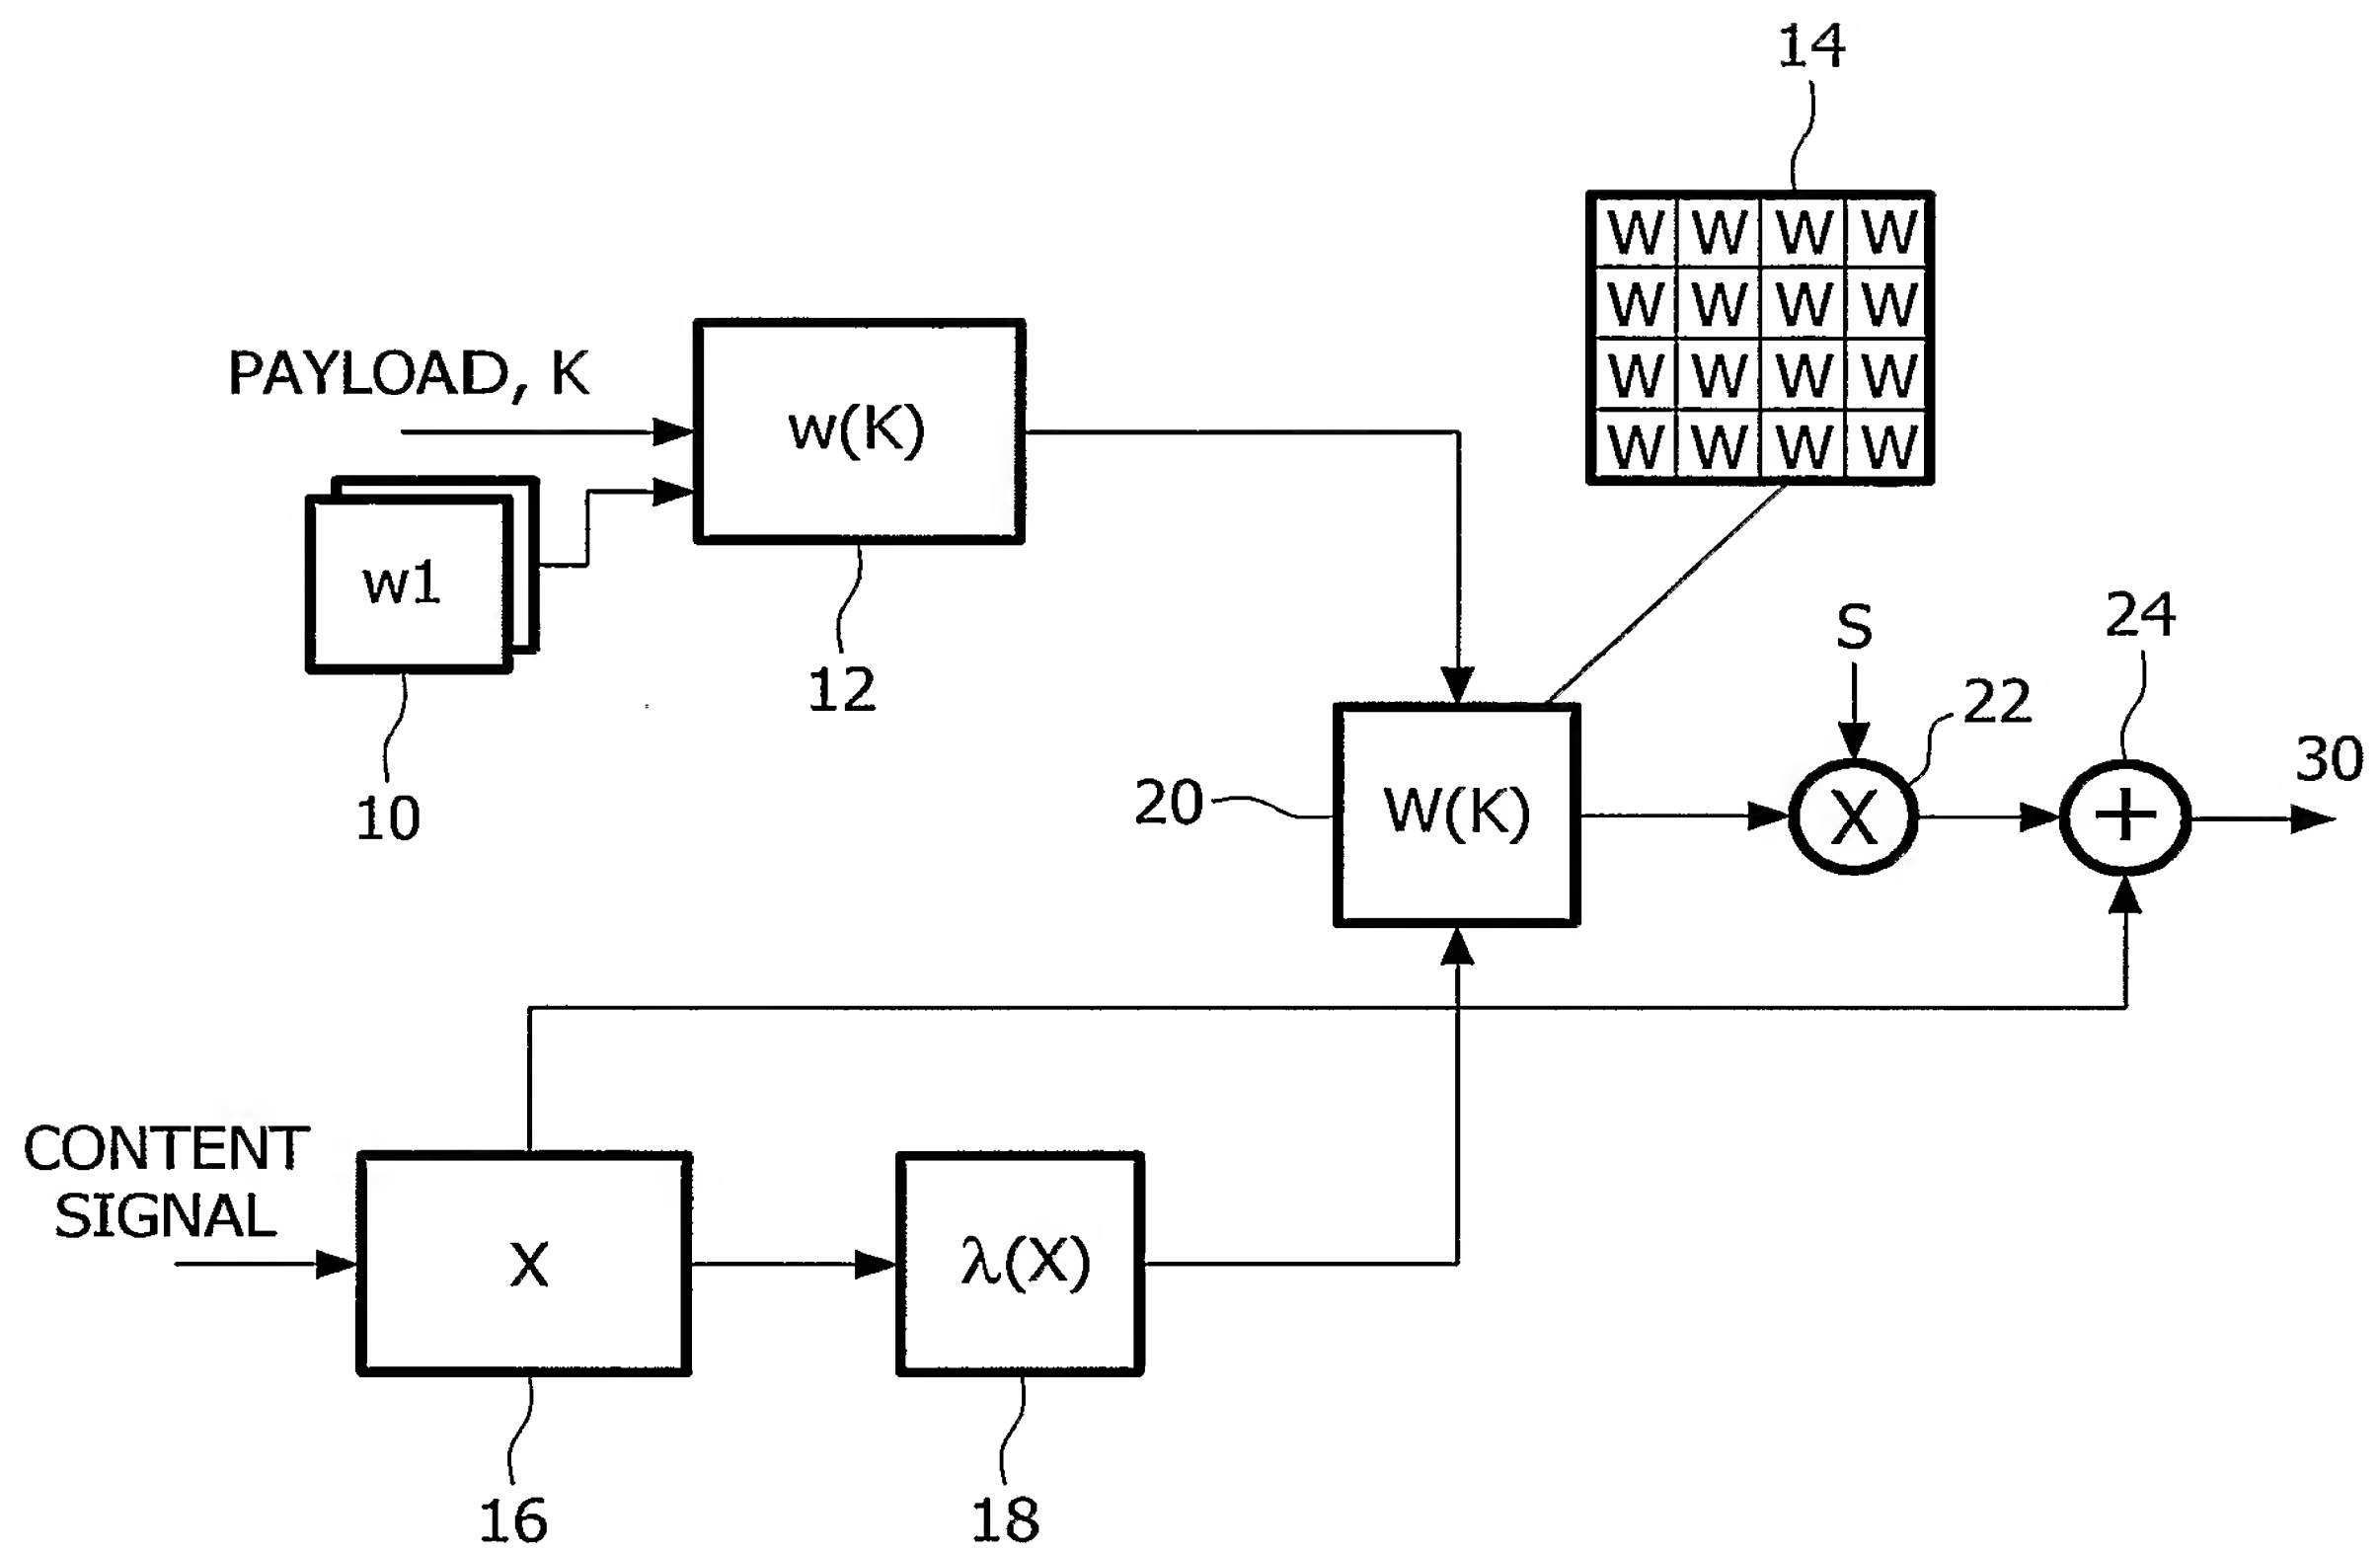 14
W W W W
W W W W
W W W W
W W W W
PAYLOAD, K
w(K)
w1
12
10
S
22
24
30
20
W(K)
X
+
CONTENT
SIGNAL
X
λ(X)
16
18